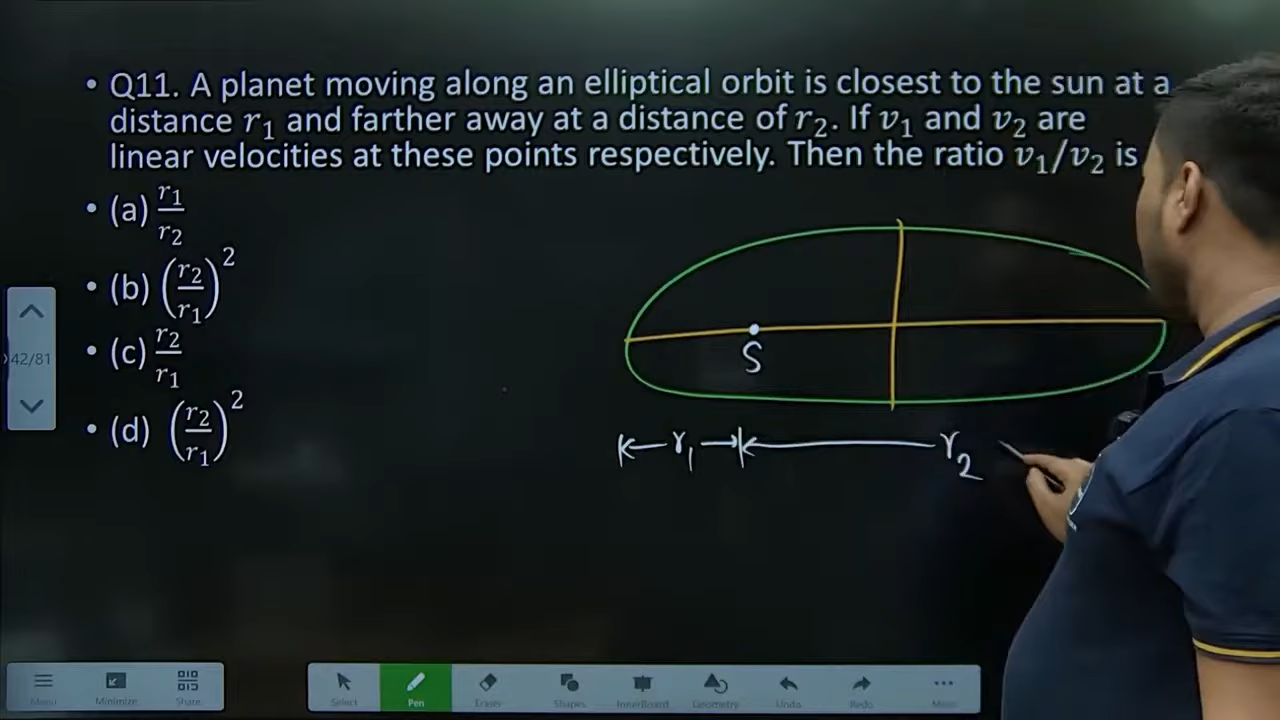 • Q11. A planet moving along an elliptical orbit is closest to the sun at a
distance r₁ and farther away at a distance of r₂. If v₁ and v₂ are
linear velocities at these points respectively. Then the ratio v₁/v₂ is
• (a) r₁/r₂
• (b) (r₂/r₁)²
• (c) r₂/r₁
• (d) (r₂/r₁)²
S
r₁
r₂
42/81
Menu
Minimize
Share
Select
Pen
Eraser
Shapes
InnerBoard
Geometry
Undo
Redo
More